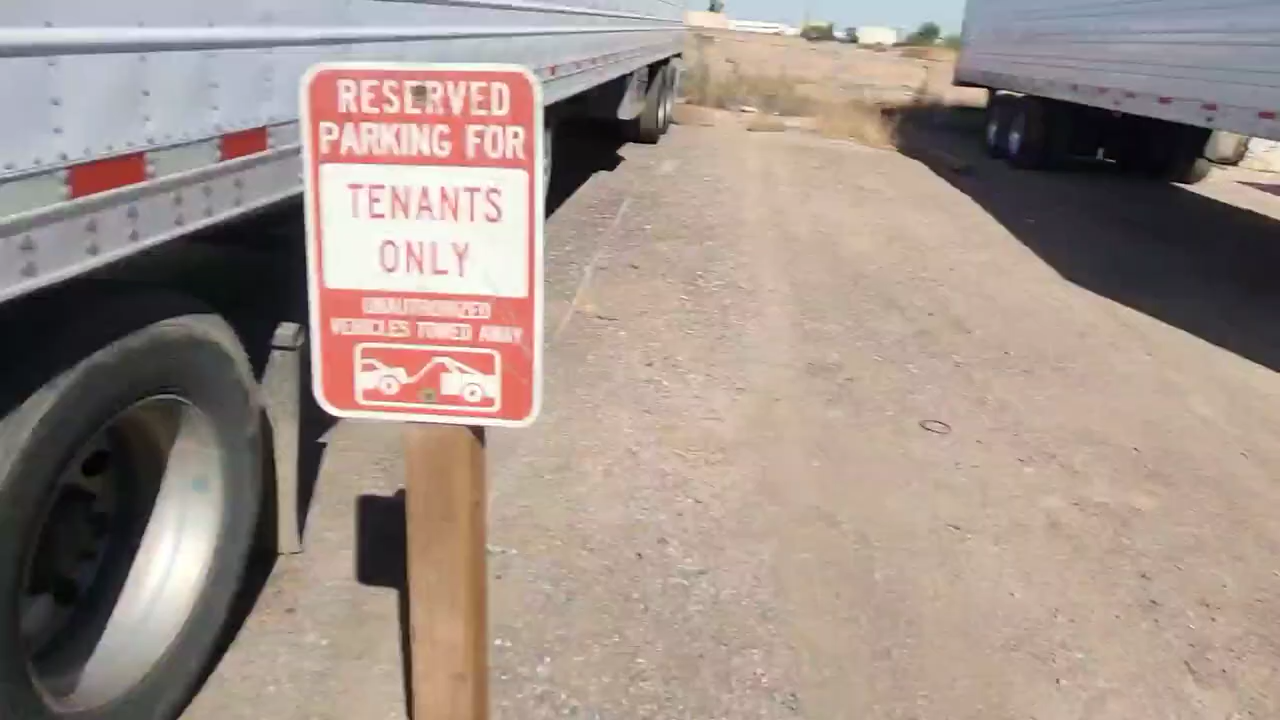 RESERVED
PARKING FOR
TENANTS
ONLY
UNAUTHORIZED
VEHICLES TOWED AWAY